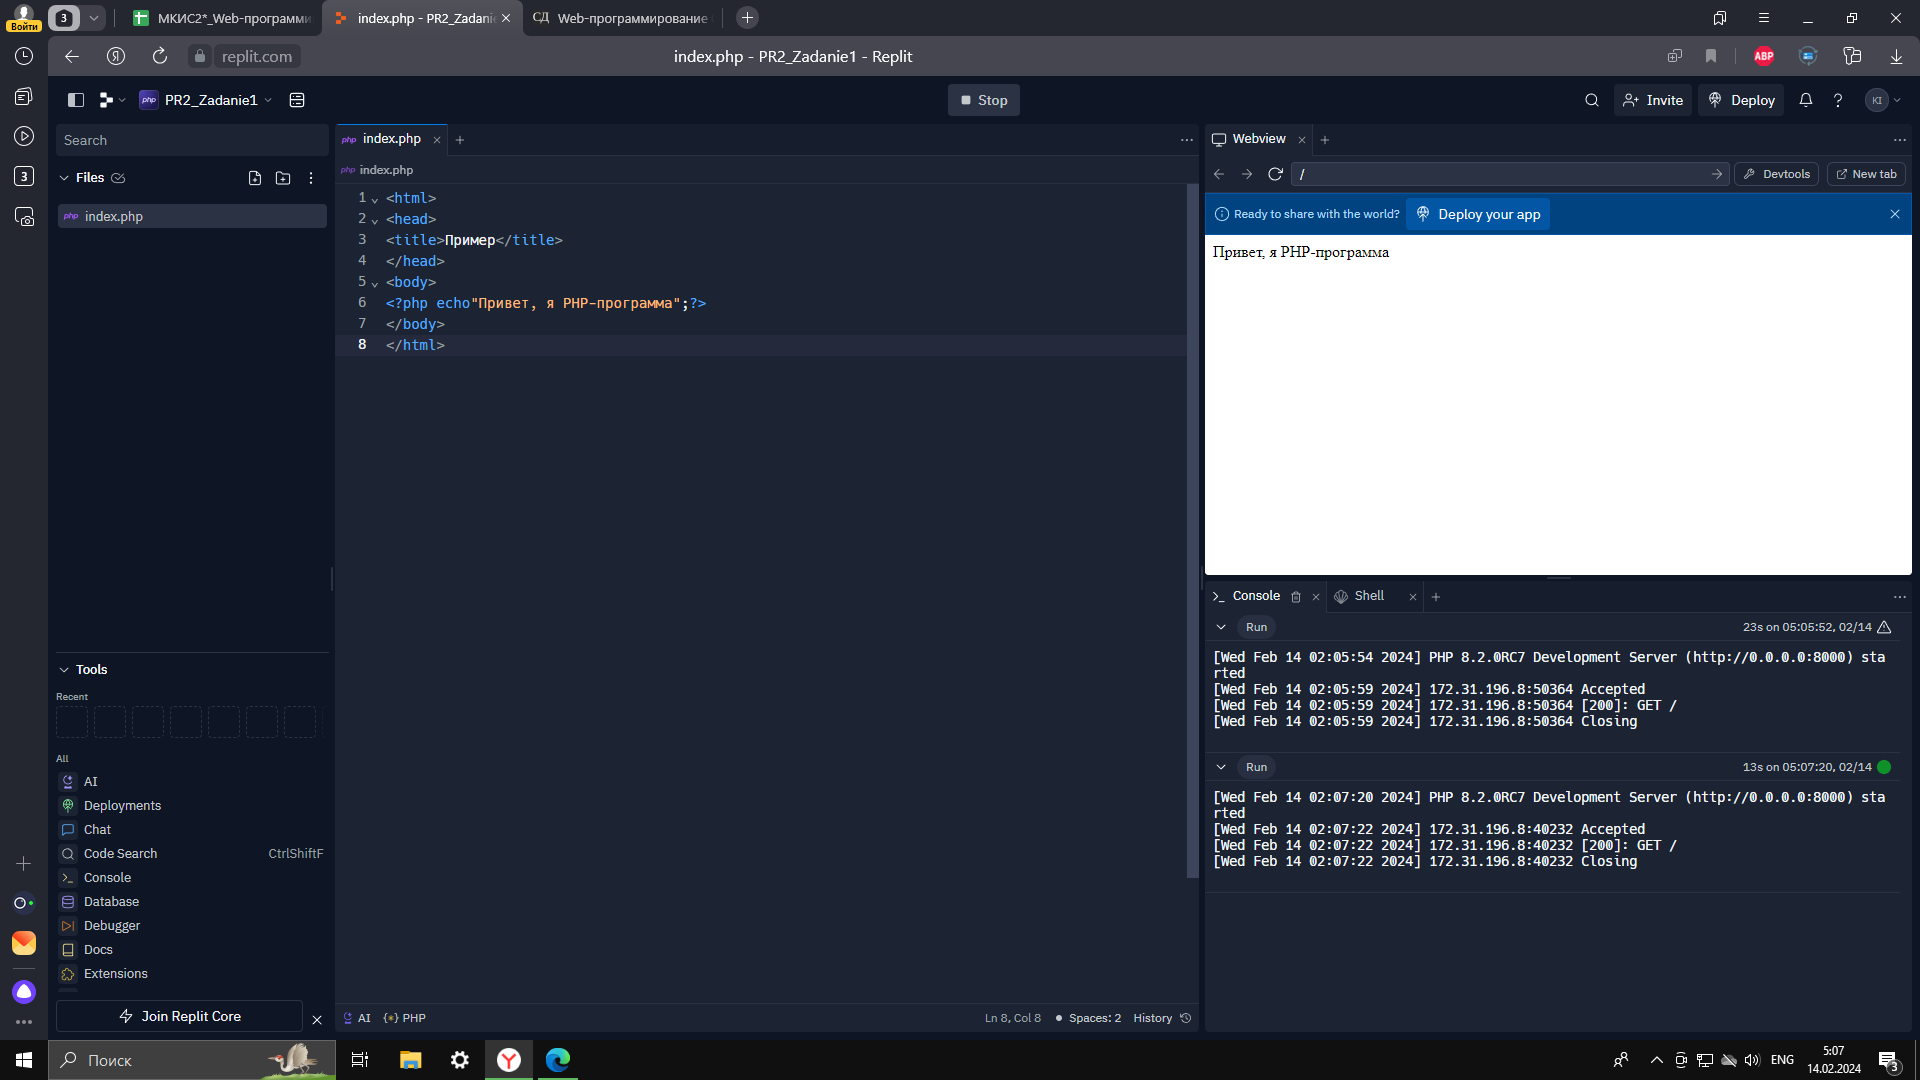 Войти
3
МКИС2*_Web-программи
index.php - PR2_Zadani
СД Web-программирование
Я
replit.com
index.php - PR2_Zadanie1 - Replit
ABP
php PR2_Zadanie1
Stop
Invite
Deploy
KI
3
Search
Files
php index.php
php index.php
php index.php
1 <html>
2 <head>
3 <title>Пример</title>
4 </head>
5 <body>
6 <?php echo"Привет, я PHP-программа";?>
7 </body>
8 </html>
Webview
/
Devtools
New tab
Ready to share with the world?
Deploy your app
Привет, я PHP-программа
Console
Shell
Run
23s on 05:05:52, 02/14
[Wed Feb 14 02:05:54 2024] PHP 8.2.0RC7 Development Server (http://0.0.0.0:8000) sta
rted
[Wed Feb 14 02:05:59 2024] 172.31.196.8:50364 Accepted
[Wed Feb 14 02:05:59 2024] 172.31.196.8:50364 [200]: GET /
[Wed Feb 14 02:05:59 2024] 172.31.196.8:50364 Closing
Run
13s on 05:07:20, 02/14
[Wed Feb 14 02:07:20 2024] PHP 8.2.0RC7 Development Server (http://0.0.0.0:8000) sta
rted
[Wed Feb 14 02:07:22 2024] 172.31.196.8:40232 Accepted
[Wed Feb 14 02:07:22 2024] 172.31.196.8:40232 [200]: GET /
[Wed Feb 14 02:07:22 2024] 172.31.196.8:40232 Closing
Tools
Recent
All
AI
Deployments
Chat
Code Search CtrlShiftF
Console
Database
Debugger
Docs
Extensions
Join Replit Core
AI
PHP
Ln 8, Col 8
Spaces: 2
History
Поиск
ENG
5:07
14.02.2024
3